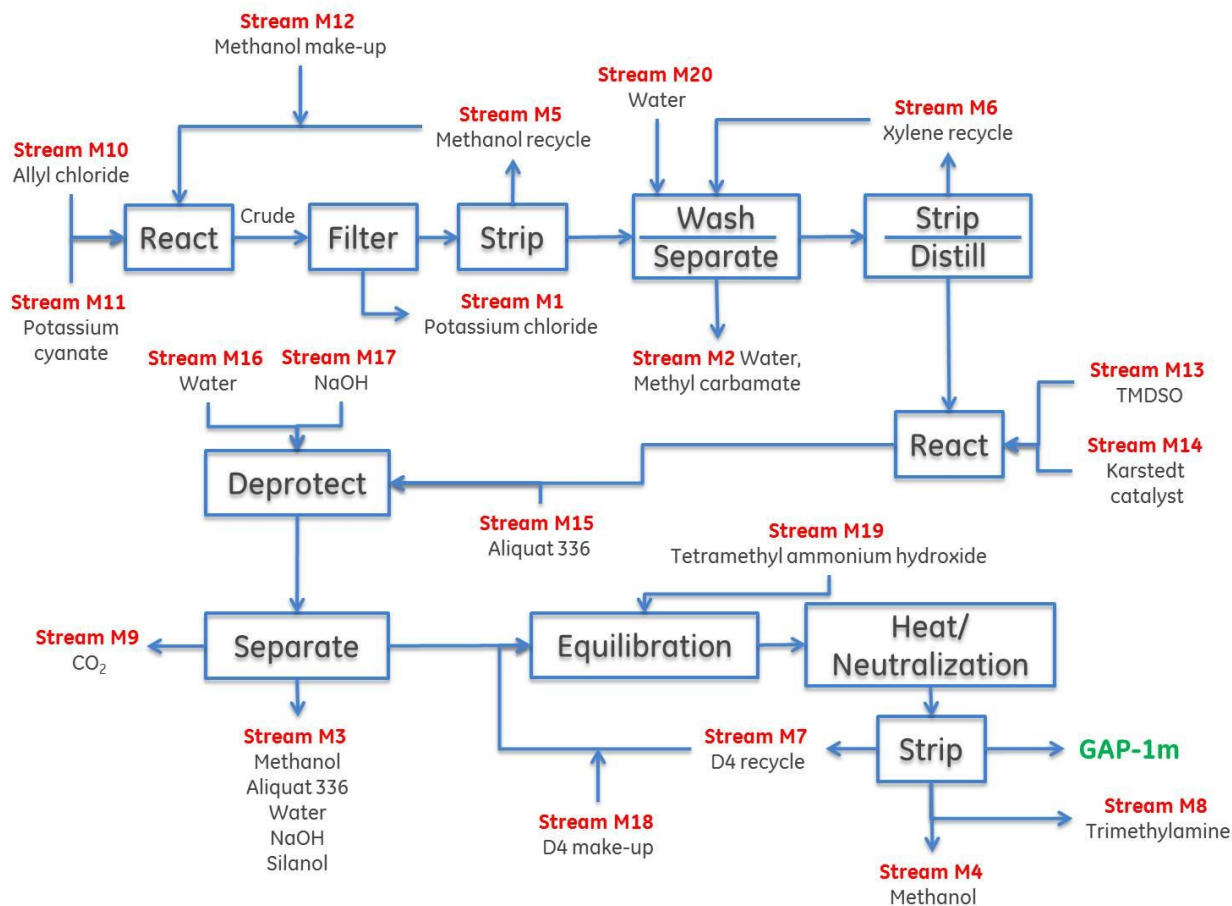 Stream M12
Methanol make-up
Stream M20
Water
Stream M5
Methanol recycle
Stream M6
Xylene recycle
Stream M10
Allyl chloride
React
Crude
Filter
Strip
Wash
Separate
Strip
Distill
Stream M11
Potassium
cyanate
Stream M1
Potassium chloride
Stream M2 Water,
Methyl carbamate
Stream M16
Water
Stream M17
NaOH
Stream M13
TMDSO
React
Stream M14
Karstedt
catalyst
Deprotect
Stream M15
Aliquat 336
Stream M19
Tetramethyl ammonium hydroxide
Stream M9
CO₂
Separate
Equilibration
Heat/
Neutralization
Stream M3
Methanol
Aliquat 336
Water
NaOH
Silanol
Stream M7
D4 recycle
Strip
GAP-1m
Stream M18
D4 make-up
Stream M8
Trimethylamine
Stream M4
Methanol